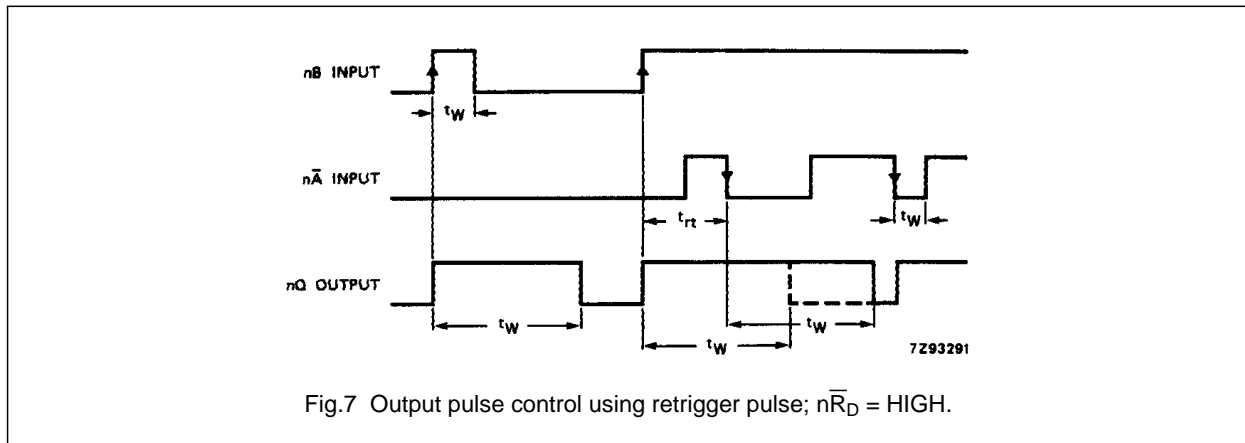 nB INPUT
tW
nA̅ INPUT
trt
tW
nQ OUTPUT
tW
tW
tW
7Z93291
Fig.7 Output pulse control using retrigger pulse; nR̅D = HIGH.